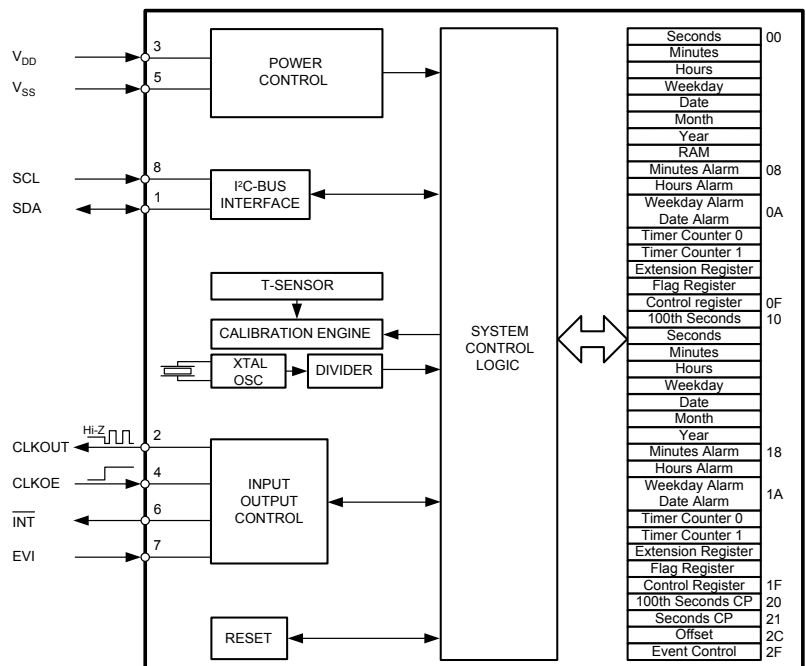 V_DD
3
POWER
CONTROL
V_SS
5
SCL
8
I²C-BUS
INTERFACE
SDA
1
T-SENSOR
CALIBRATION ENGINE
XTAL
OSC
DIVIDER
SYSTEM
CONTROL
LOGIC
Hi-Z
CLKOUT
2
CLKOE
4
INPUT
OUTPUT
CONTROL
INT
6
EVI
7
RESET
Seconds 00
Minutes
Hours
Weekday
Date
Month
Year
RAM
Minutes Alarm 08
Hours Alarm
Weekday Alarm
Date Alarm 0A
Timer Counter 0
Timer Counter 1
Extension Register
Flag Register
Control register 0F
100th Seconds 10
Seconds
Minutes
Hours
Weekday
Date
Month
Year
Minutes Alarm 18
Hours Alarm
Weekday Alarm
Date Alarm 1A
Timer Counter 0
Timer Counter 1
Extension Register
Flag Register
Control Register 1F
100th Seconds CP 20
Seconds CP 21
Offset 2C
Event Control 2F